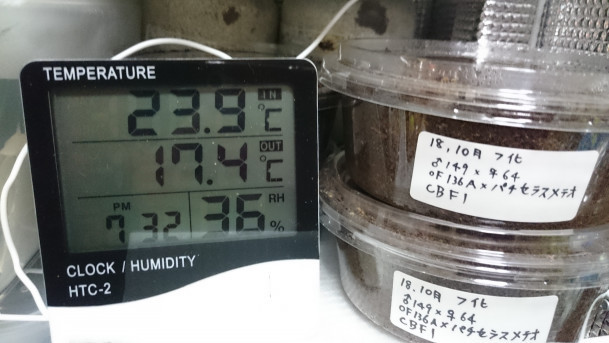 TEMPERATURE
23.9 °C IN
17.4 °C OUT
PM 7 32 36 RH %
CLOCK / HUMIDITY
HTC-2
18.10月 フ化
♂149 × ♀64
OF136A×パチセラスメテオ
CBF1
18.10月 フ化
♂149 × ♀64
OF136A×パチセラスメテオ
CBF1